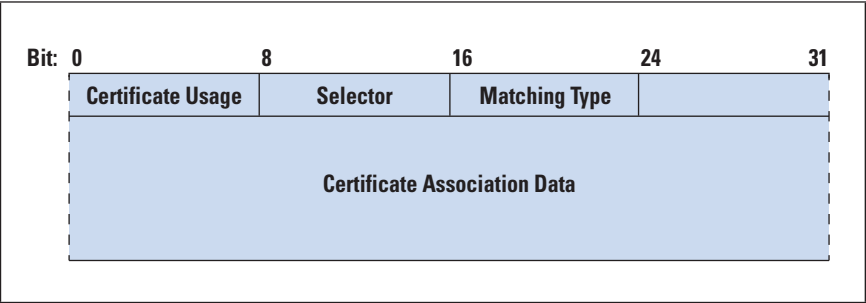 Bit: 0 8 16 24 31
Certificate Usage Selector Matching Type
Certificate Association Data